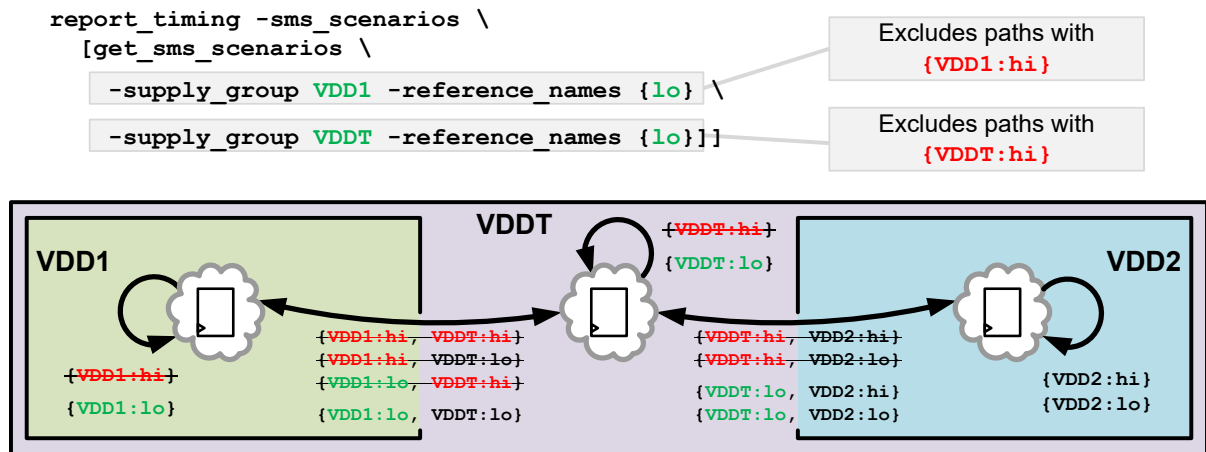 report_timing -sms_scenarios \
[get_sms_scenarios \
-supply_group VDD1 -reference_names {lo} \
-supply_group VDDT -reference_names {lo}]]
Excludes paths with
{VDD1:hi}
Excludes paths with
{VDDT:hi}
VDD1
{VDD1:hi}
{VDD1:lo}
{VDD1:hi, VDDT:hi}
{VDD1:hi, VDDT:lo}
{VDD1:lo, VDDT:hi}
{VDD1:lo, VDDT:lo}
VDDT
{VDDT:hi}
{VDDT:lo}
{VDDT:hi, VDD2:hi}
{VDDT:hi, VDD2:lo}
{VDDT:lo, VDD2:hi}
{VDDT:lo, VDD2:lo}
VDD2
{VDD2:hi}
{VDD2:lo}